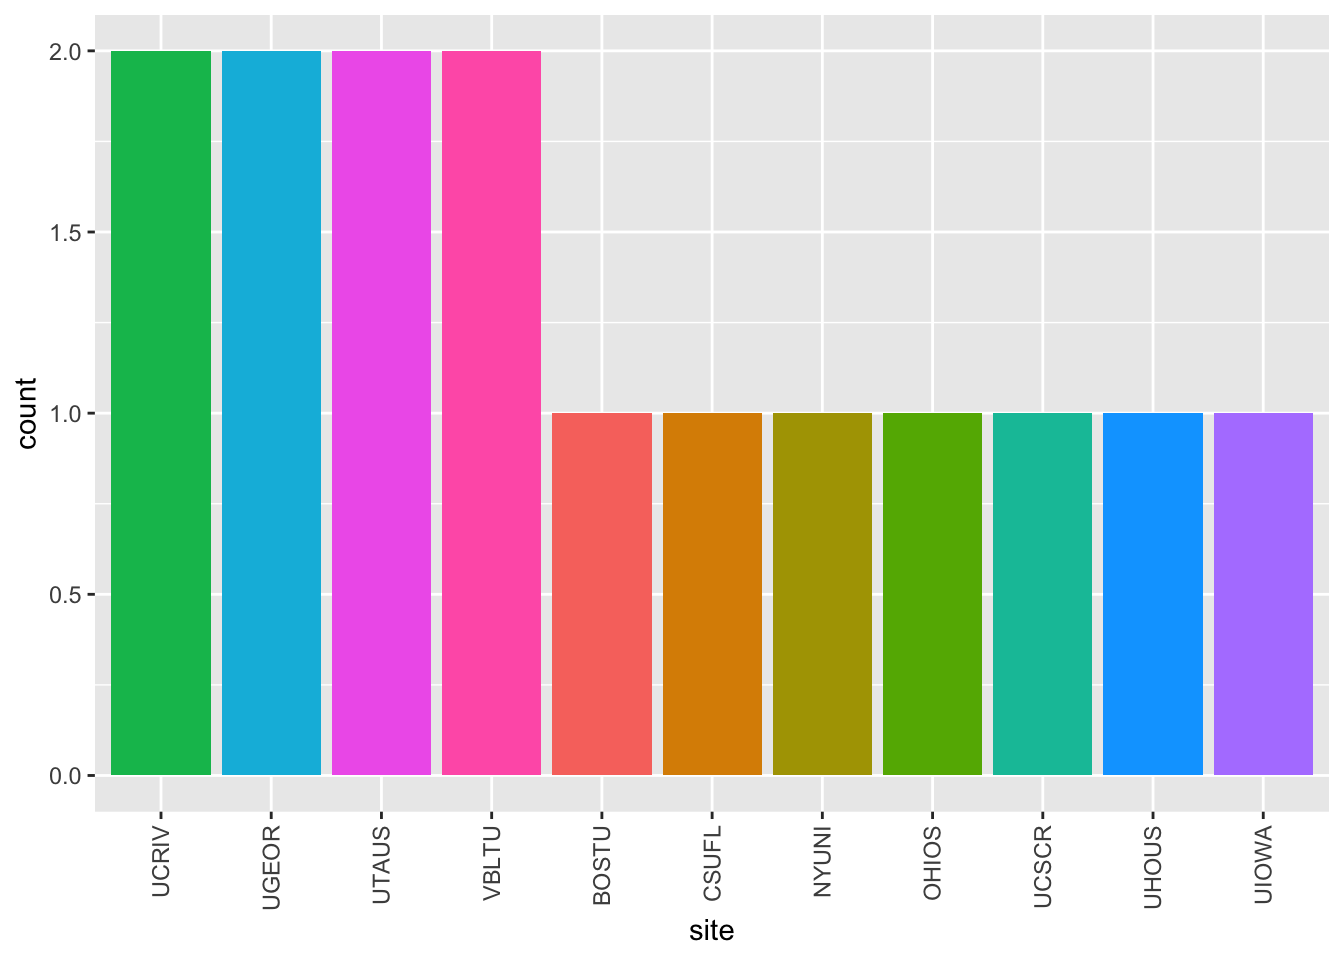 2.0
1.5
1.0
0.5
0.0
count
UCRIV
UGEOR
UTAUS
VBLTU
BOSTU
CSUFL
NYUNI
OHIOS
UCSCR
UHOUS
UIOWA
site